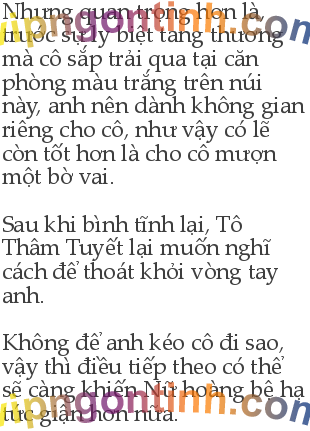 Nhưng quan trọng hơn là
trước sự ly biệt tang thương
mà cô sắp trải qua tại căn
phòng màu trắng trên núi
này, anh nên dành không gian
riêng cho cô, như vậy có lẽ
còn tốt hơn là cho cô mượn
một bờ vai.
Sau khi bình tĩnh lại, Tô
Thâm Tuyết lại muốn nghĩ
cách để thoát khỏi vòng tay
anh.
Không để anh kéo cô đi sao,
vậy thì điều tiếp theo có thể
sẽ càng khiến Nữ hoàng bệ hạ
tức giận hơn nữa.
vipngontinh.com
vipngontinh.com